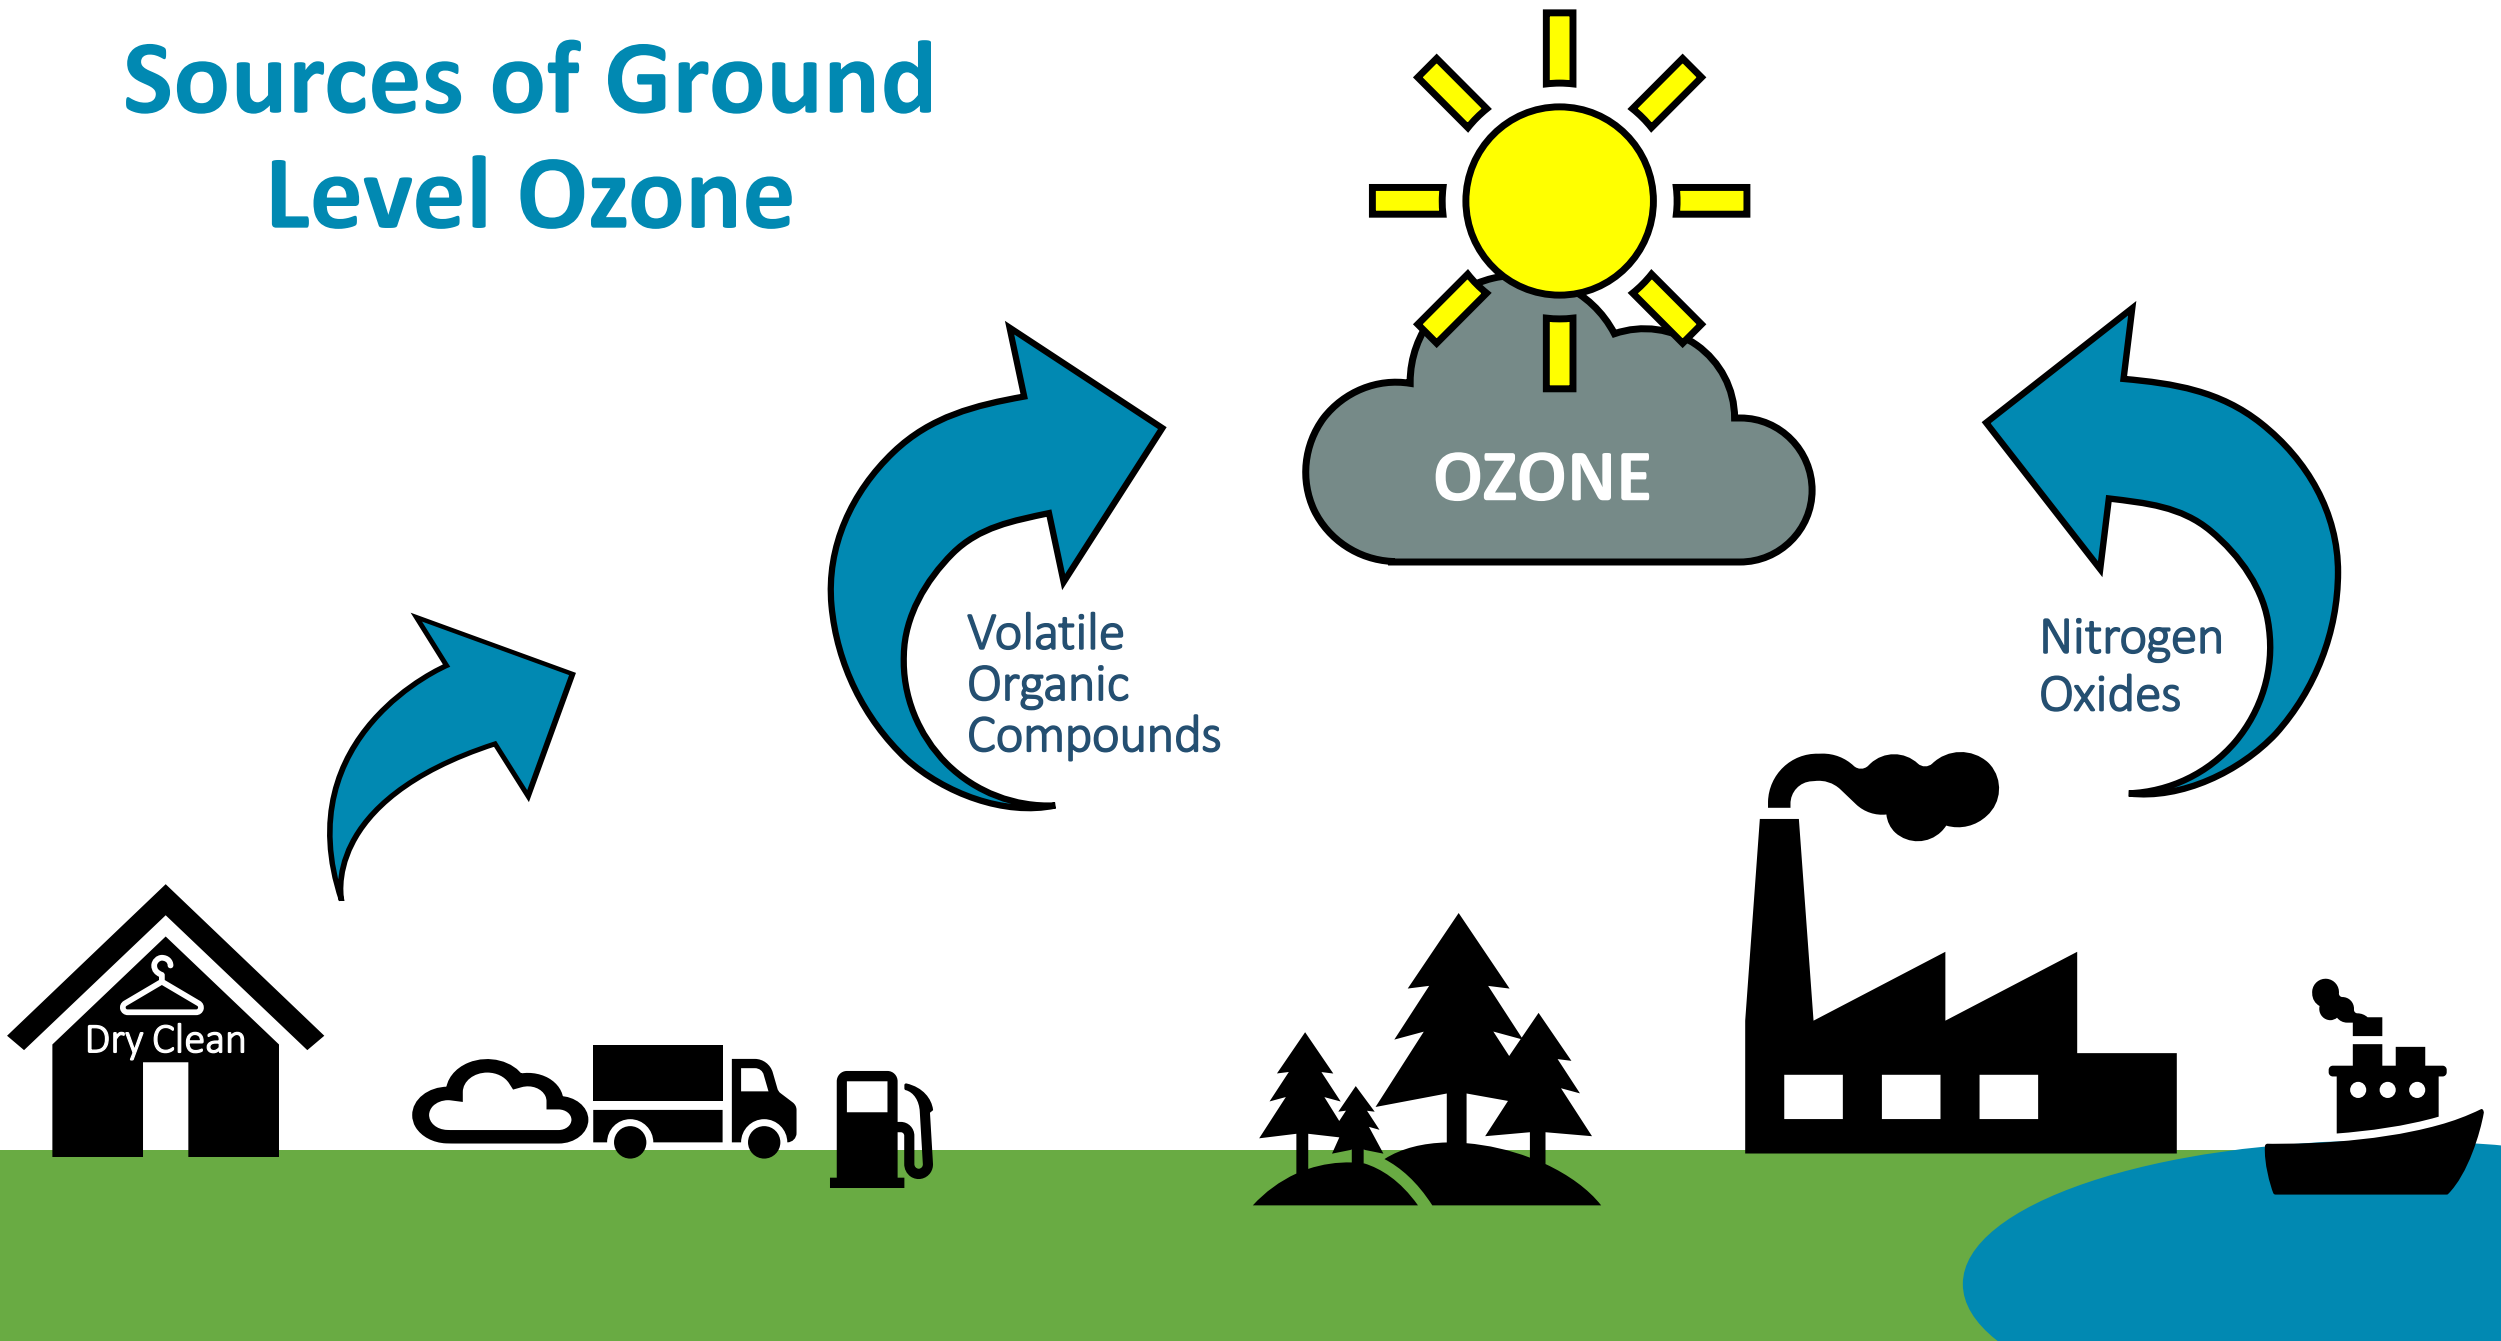 Sources of Ground
Level Ozone
OZONE
Volatile
Organic
Compounds
Nitrogen
Oxides
Dry Clean